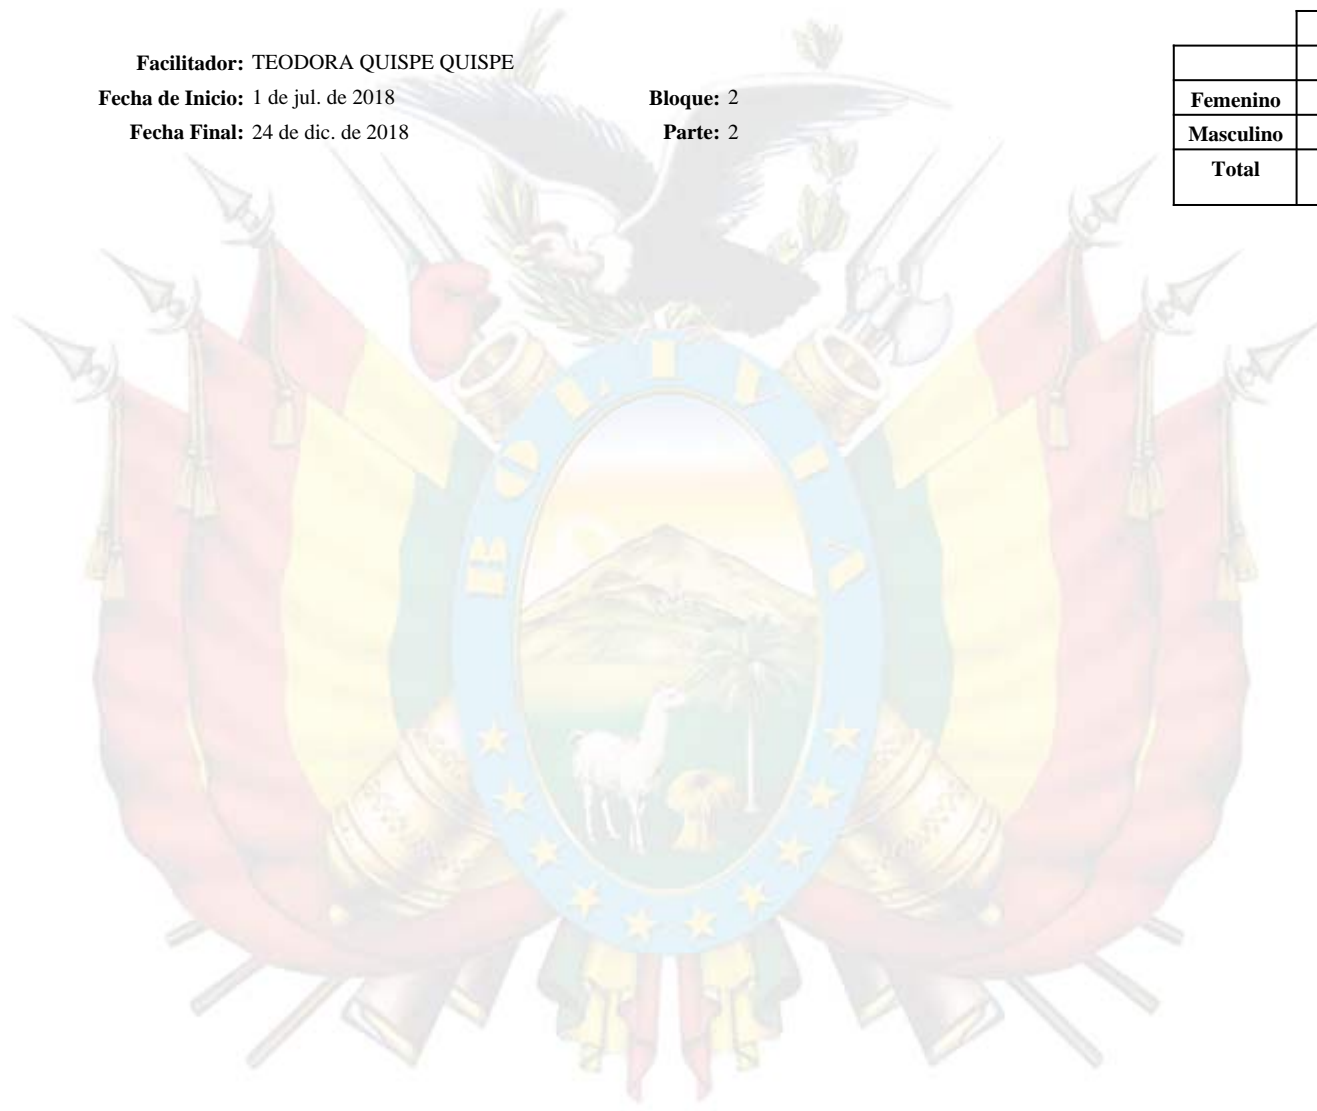 Facilitador: TEODORA QUISPE QUISPE
Fecha de Inicio: 1 de jul. de 2018 Bloque: 2
Fecha Final: 24 de dic. de 2018 Parte: 2
Femenino
Masculino
Total
BOLIVIA